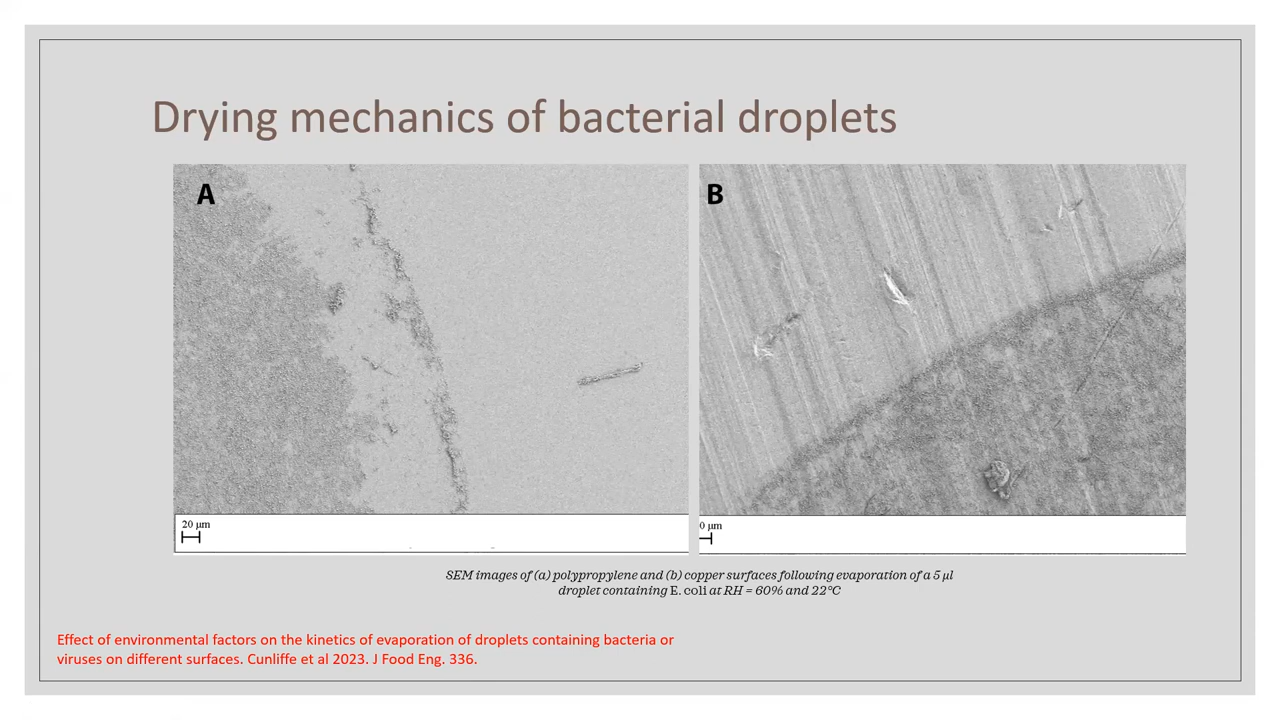 Drying mechanics of bacterial droplets
A
B
20 μm
0 μm
SEM images of (a) polypropylene and (b) copper surfaces following evaporation of a 5 μl
droplet containing E. coli at RH = 60% and 22°C
Effect of environmental factors on the kinetics of evaporation of droplets containing bacteria or
viruses on different surfaces. Cunliffe et al 2023. J Food Eng. 336.